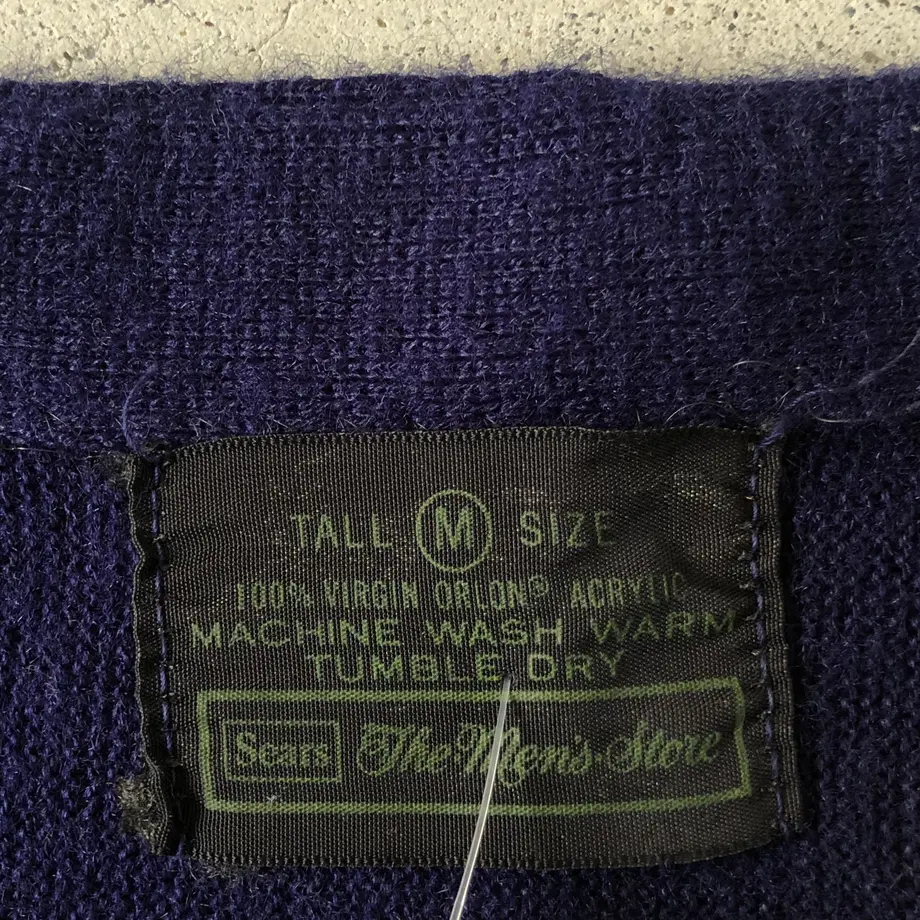 TALL M SIZE
100% VIRGIN ORLON® ACRYLIC
MACHINE WASH WARM
TUMBLE DRY
Sears The Men's Store